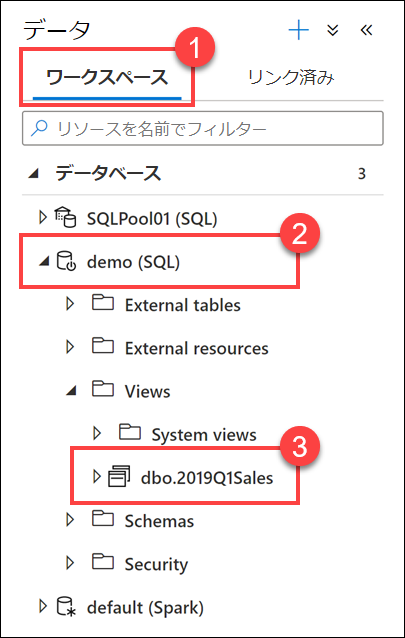 データ
1
ワークスペース リンク済み
リソースを名前でフィルター
データベース 3
SQLPool01 (SQL)
2
demo (SQL)
External tables
External resources
Views
System views
3
dbo.2019Q1Sales
Schemas
Security
default (Spark)